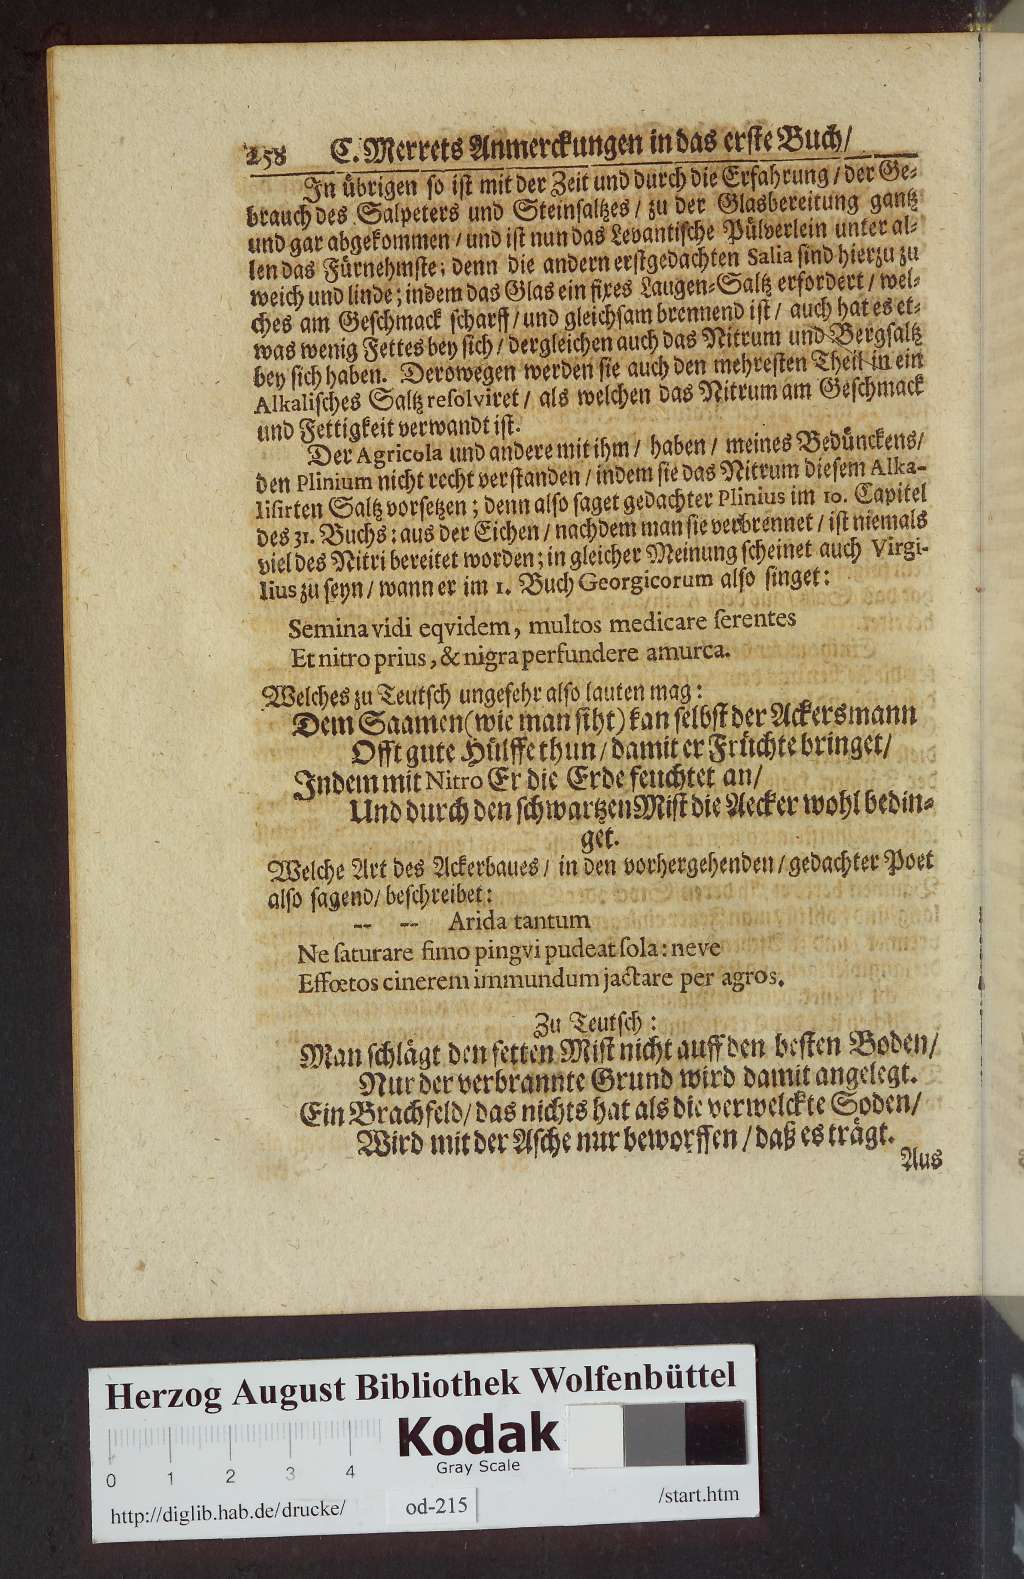 258 C. Merrets Anmerckungen in das erste Buch/
In übrigen so ist mit der Zeit und durch die Erfahrung/ der Ge-
brauch des Salpeters und Steinsaltzes/ zu der Glasbereitung gantz
und gar abgekommen/ und ist nun das Levantische Pülverlein unter al-
len das Fürnehmste; denn die andern erstgedachten Salia sind hierzu zu
weich und linde; indem das Glas ein fixes Laugen-Saltz erfordert/ wel-
ches am Geschmack scharff/ und gleichsam brennend ist/ auch hat es et-
was wenig Fettes bey sich/ dergleichen auch das Nitrum und Bergsaltz
bey sich haben. Derowegen werden sie auch den mehresten Theil in ein
Alkalisches Saltz resolviret/ als welchen das Nitrum am Geschmack
und Fettigkeit verwandt ist.
Der Agricola und andere mit ihm/ haben/ meines Bedünckens/
den Plinium nicht recht verstanden/ indem sie das Nitrum diesem Alka-
lisirten Saltz vorsetzen; denn also saget gedachter Plinius im 10. Capitel
des 31. Buchs: aus der Eichen/ nachdem man sie verbrennet/ ist niemals
viel des Nitri bereitet worden; in gleicher Meinung scheinet auch Virgi-
lius zu seyn/ wann er im 1. Buch Georgicorum also singet:
Semina vidi eqvidem, multos medicare serentes
Et nitro prius, & nigra perfundere amurca.
Welches zu Teutsch ungefehr also lauten mag:
Dem Saamen (wie man siht) kan selbst der Ackersmann
Offt gute Hülffe thun/ damit er Früchte bringet/
Indem mit Nitro Er die Erde feuchtet an/
Und durch den schwartzen Mist die Aecker wohl bedin-
get.
Welche Art des Ackerbaues/ in den vorhergehenden/ gedachter Poet
also sagend/ beschreibet:
-- -- Arida tantum
Ne saturare fimo pingvi pudeat sola: neve
Effœtos cinerem immundum jactare per agros.
Zu Teutsch:
Man schlägt den fetten Mist nicht auff den besten Boden/
Nur der verbrannte Grund wird damit angelegt.
Ein Brachfeld/ das nichts hat als die verwelckte Soden/
Wird mit der Asche nur beworffen/ daß es trägt.
Aus
Herzog August Bibliothek Wolfenbüttel
Kodak
Gray Scale
0 1 2 3 4
http://diglib.hab.de/drucke/ od-215 /start.htm